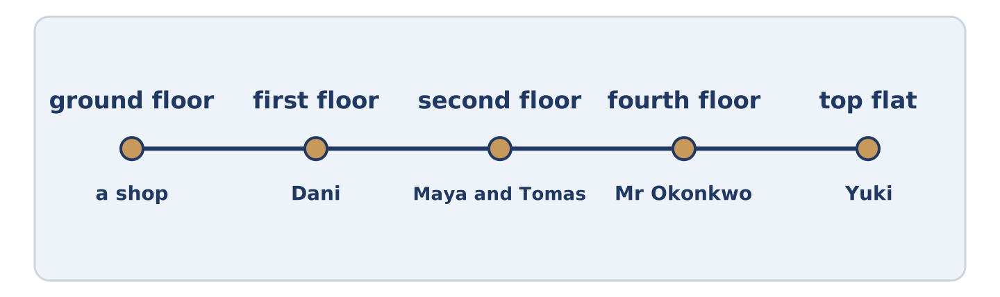 ground floor first floor second floor fourth floor top flat
a shop Dani Maya and Tomas Mr Okonkwo Yuki